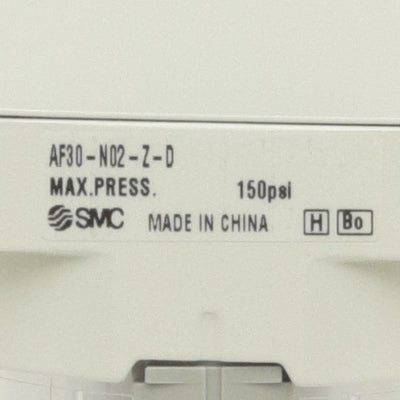 AF30-N02-Z-D
MAX.PRESS. 150psi
SMC MADE IN CHINA H Bo